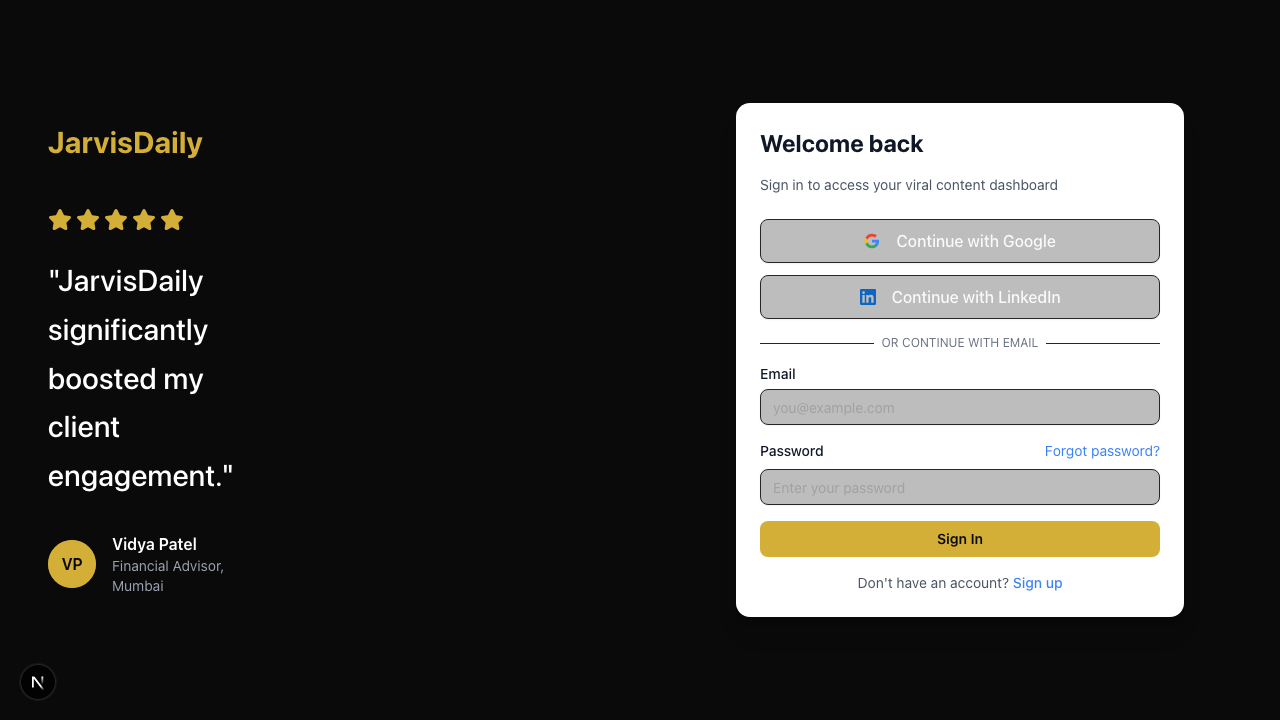 JarvisDaily
"JarvisDaily
significantly
boosted my
client
engagement."
VP
Vidya Patel
Financial Advisor,
Mumbai
N
Welcome back
Sign in to access your viral content dashboard
Continue with Google
Continue with LinkedIn
OR CONTINUE WITH EMAIL
Email
you@example.com
Password Forgot password?
Enter your password
Sign In
Don't have an account? Sign up